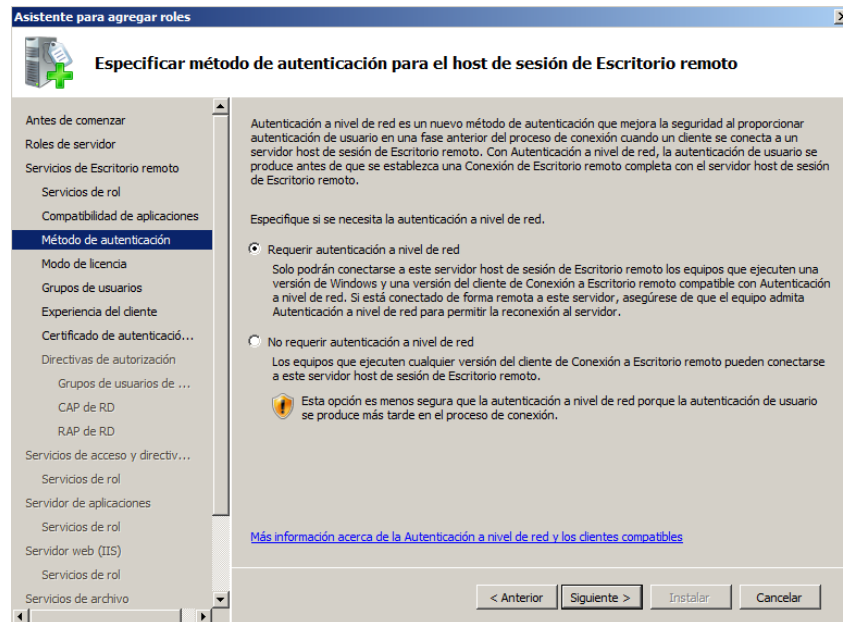 Asistente para agregar roles
Especificar método de autenticación para el host de sesión de Escritorio remoto
Antes de comenzar
Roles de servidor
Servicios de Escritorio remoto
Servicios de rol
Compatibilidad de aplicaciones
Método de autenticación
Modo de licencia
Grupos de usuarios
Experiencia del cliente
Certificado de autenticació...
Directivas de autorización
Grupos de usuarios de ...
CAP de RD
RAP de RD
Servicios de acceso y directiv...
Servicios de rol
Servidor de aplicaciones
Servicios de rol
Servidor web (IIS)
Servicios de rol
Servicios de archivo
Autenticación a nivel de red es un nuevo método de autenticación que mejora la seguridad al proporcionar
autenticación de usuario en una fase anterior del proceso de conexión cuando un cliente se conecta a un
servidor host de sesión de Escritorio remoto. Con Autenticación a nivel de red, la autenticación de usuario se
produce antes de que se establezca una Conexión de Escritorio remoto completa con el servidor host de sesión
de Escritorio remoto.
Especifique si se necesita la autenticación a nivel de red.
Requerir autenticación a nivel de red
Solo podrán conectarse a este servidor host de sesión de Escritorio remoto los equipos que ejecuten una
versión de Windows y una versión del cliente de Conexión a Escritorio remoto compatible con Autenticación
a nivel de red. Si está conectado de forma remota a este servidor, asegúrese de que el equipo admita
Autenticación a nivel de red para permitir la reconexión al servidor.
No requerir autenticación a nivel de red
Los equipos que ejecuten cualquier versión del cliente de Conexión a Escritorio remoto pueden conectarse
a este servidor host de sesión de Escritorio remoto.
Esta opción es menos segura que la autenticación a nivel de red porque la autenticación de usuario
se produce más tarde en el proceso de conexión.
Más información acerca de la Autenticación a nivel de red y los clientes compatibles
< Anterior
Siguiente >
Instalar
Cancelar